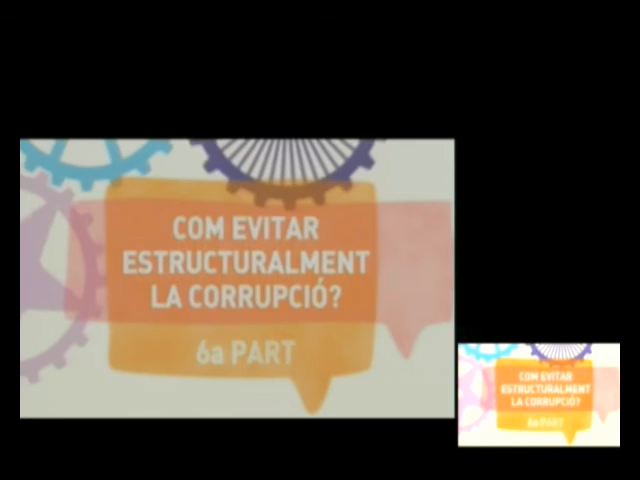 COM EVITAR
ESTRUCTURALMENT
LA CORRUPCIÓ?
6a PART
COM EVITAR
ESTRUCTURALMENT
LA CORRUPCIÓ?
6a PART